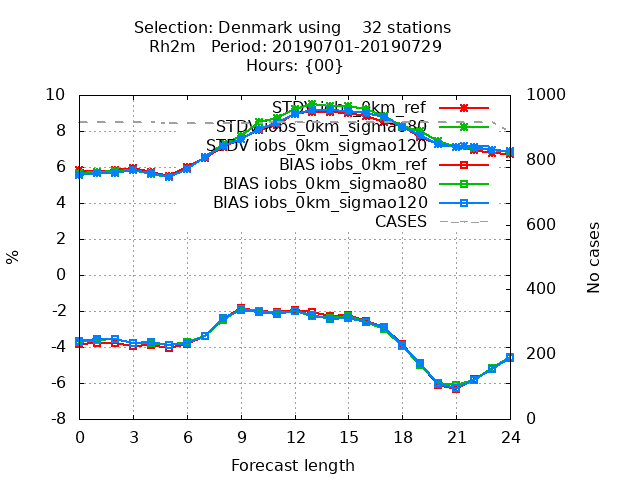 Selection: Denmark using    32 stations
Rh2m   Period: 20190701-20190729
Hours: {00}
10
8
6
4
2
0
-2
-4
-6
-8
%
1000
800
600
400
200
0
No cases
STDV iobs_0km_ref
STDV iobs_0km_sigmao80
STDV iobs_0km_sigmao120
BIAS iobs_0km_ref
BIAS iobs_0km_sigmao80
BIAS iobs_0km_sigmao120
CASES
0 3 6 9 12 15 18 21 24
Forecast length